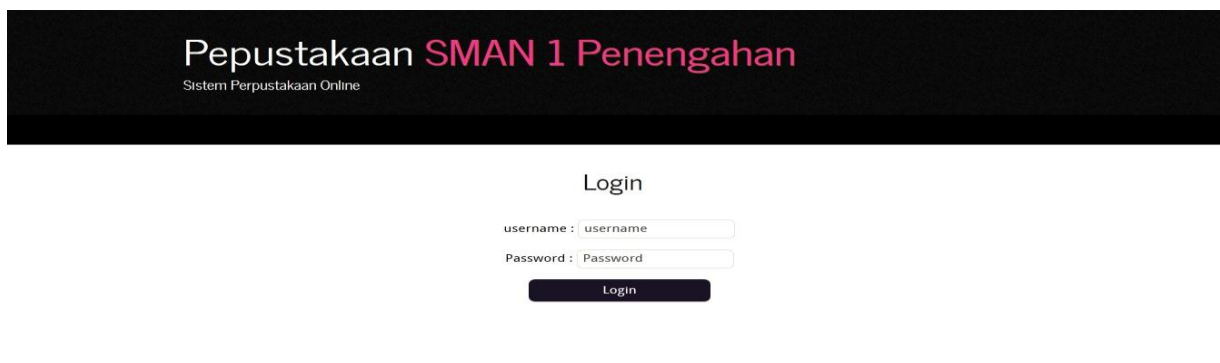 Pepustakaan SMAN 1 Penengahan
Sistem Perpustakaan Online
Login
username : username
Password : Password
Login